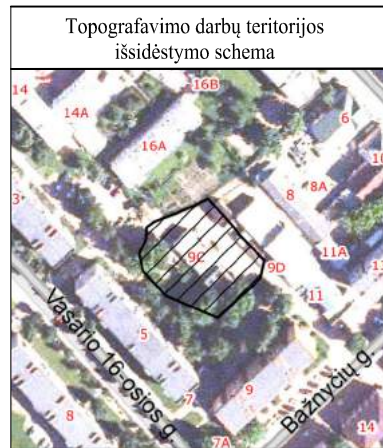 Topografavimo darbų teritorijos
išsidėstymo schema
16B
14
14A
6
16A
10
8
8A
3
11A
9C
9D
11
5
Vasario 16-osios g.
7
9
Bažnyčių g.
8
7A
14